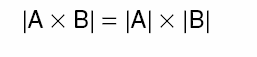 |A × B| = |A| × |B|